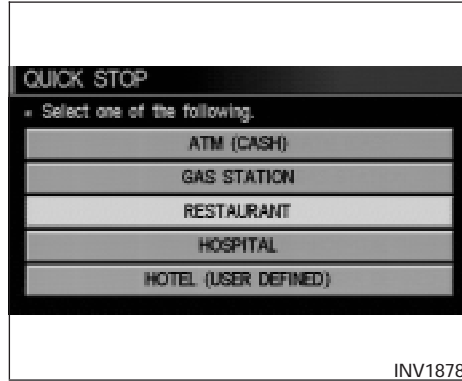 QUICK STOP
Select one of the following.
ATM (CASH)
GAS STATION
RESTAURANT
HOSPITAL
HOTEL (USER DEFINED)
INV1878